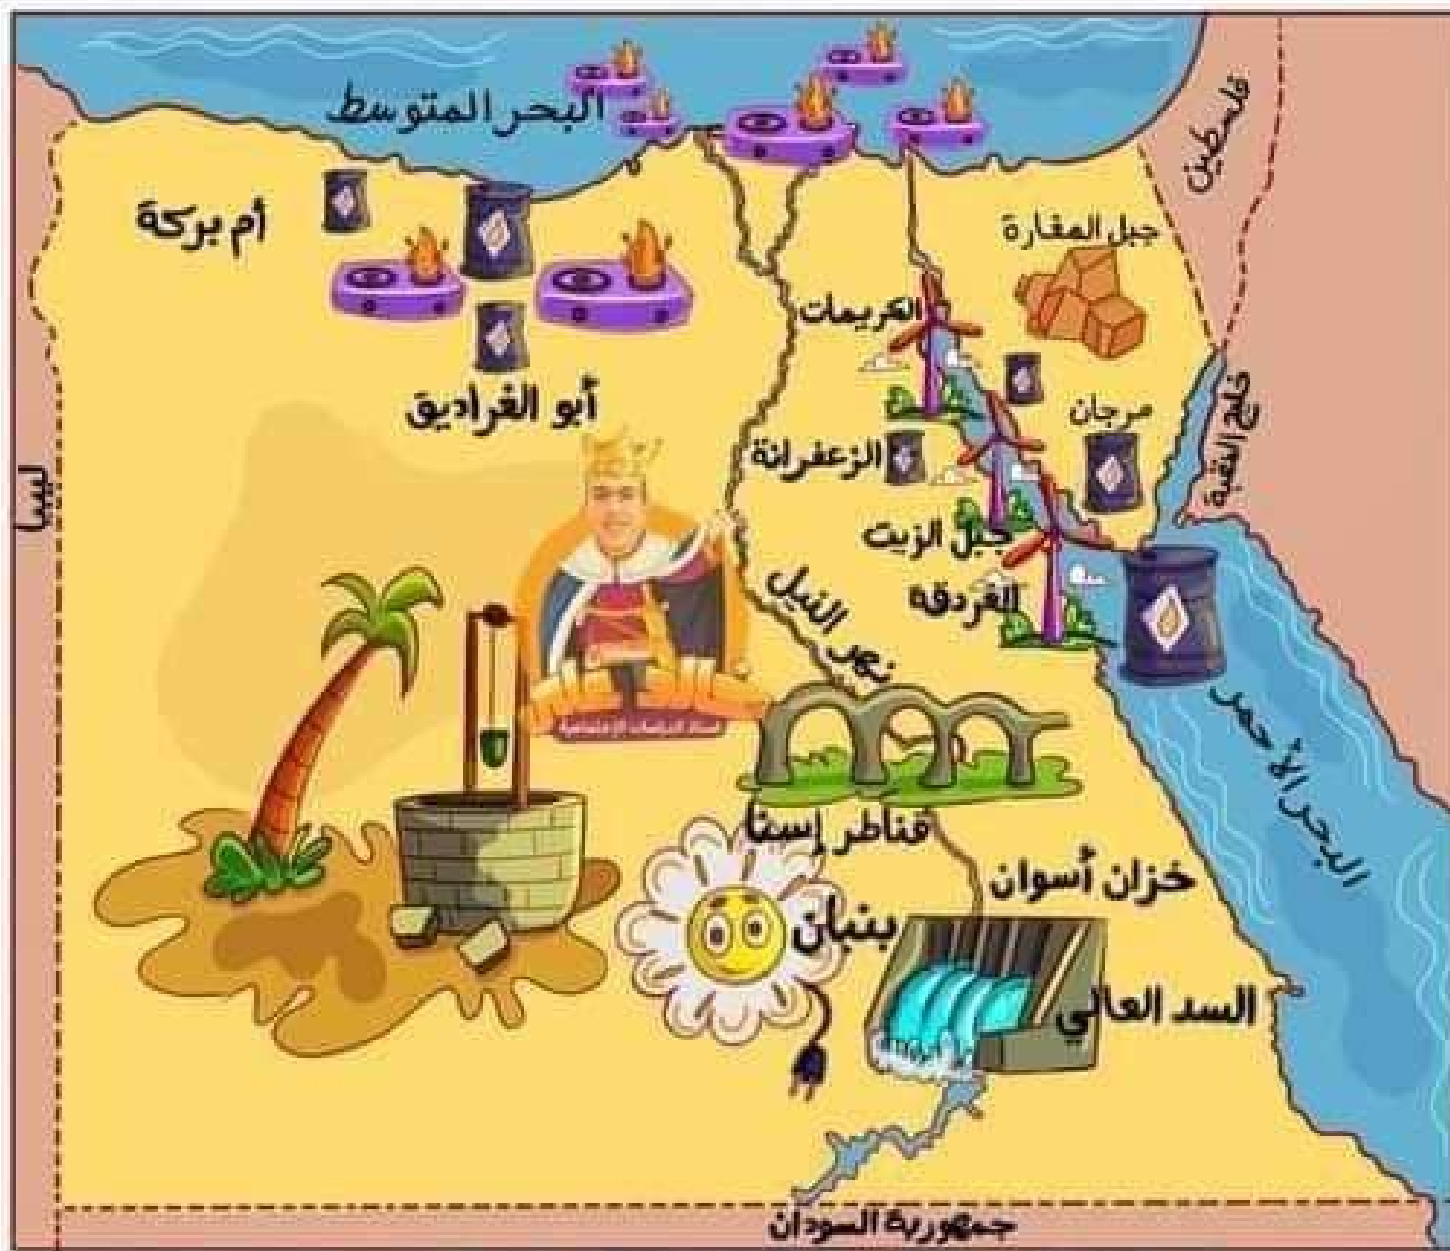 البحر المتوسط
فلسطين
أم بركة
جبل المغارة
الكريمات
أبو الغراديق
مرجان
خليج العقبة
الزعفرانة
ليبيا
جبل الزيت
الغردقة
نهر النيل
البحر الأحمر
قناطر إسنا
خزان أسوان
بنبان
السد العالي
جمهورية السودان